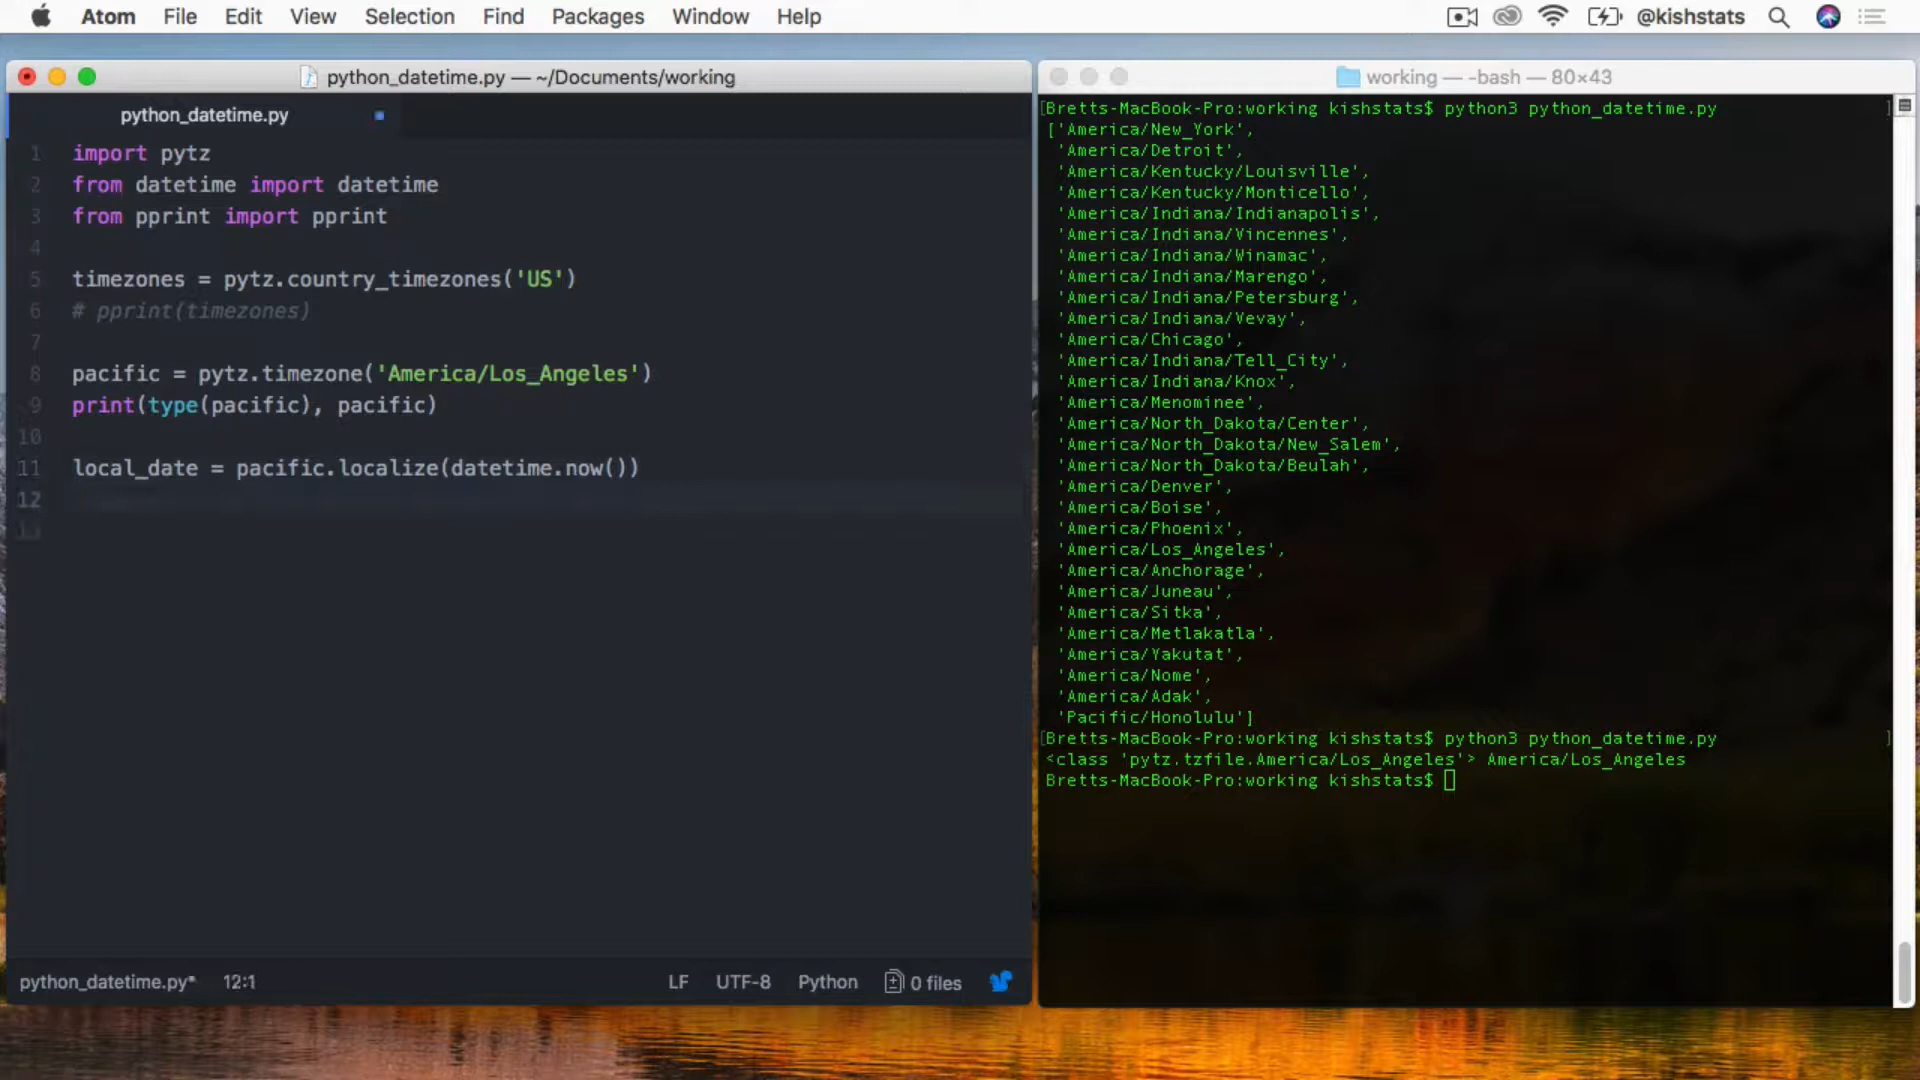 Atom File Edit View Selection Find Packages Window Help @kishstats
python_datetime.py — ~/Documents/working
python_datetime.py
1 import pytz
2 from datetime import datetime
3 from pprint import pprint
4
5 timezones = pytz.country_timezones('US')
6 # pprint(timezones)
7
8 pacific = pytz.timezone('America/Los_Angeles')
9 print(type(pacific), pacific)
10
11 local_date = pacific.localize(datetime.now())
12
13
python_datetime.py* 12:1 LF UTF-8 Python 0 files
working — -bash — 80×43
[Bretts-MacBook-Pro:working kishstats$ python3 python_datetime.py ]
['America/New_York',
'America/Detroit',
'America/Kentucky/Louisville',
'America/Kentucky/Monticello',
'America/Indiana/Indianapolis',
'America/Indiana/Vincennes',
'America/Indiana/Winamac',
'America/Indiana/Marengo',
'America/Indiana/Petersburg',
'America/Indiana/Vevay',
'America/Chicago',
'America/Indiana/Tell_City',
'America/Indiana/Knox',
'America/Menominee',
'America/North_Dakota/Center',
'America/North_Dakota/New_Salem',
'America/North_Dakota/Beulah',
'America/Denver',
'America/Boise',
'America/Phoenix',
'America/Los_Angeles',
'America/Anchorage',
'America/Juneau',
'America/Sitka',
'America/Metlakatla',
'America/Yakutat',
'America/Nome',
'America/Adak',
'Pacific/Honolulu']
[Bretts-MacBook-Pro:working kishstats$ python3 python_datetime.py ]
<class 'pytz.tzfile.America/Los_Angeles'> America/Los_Angeles
Bretts-MacBook-Pro:working kishstats$